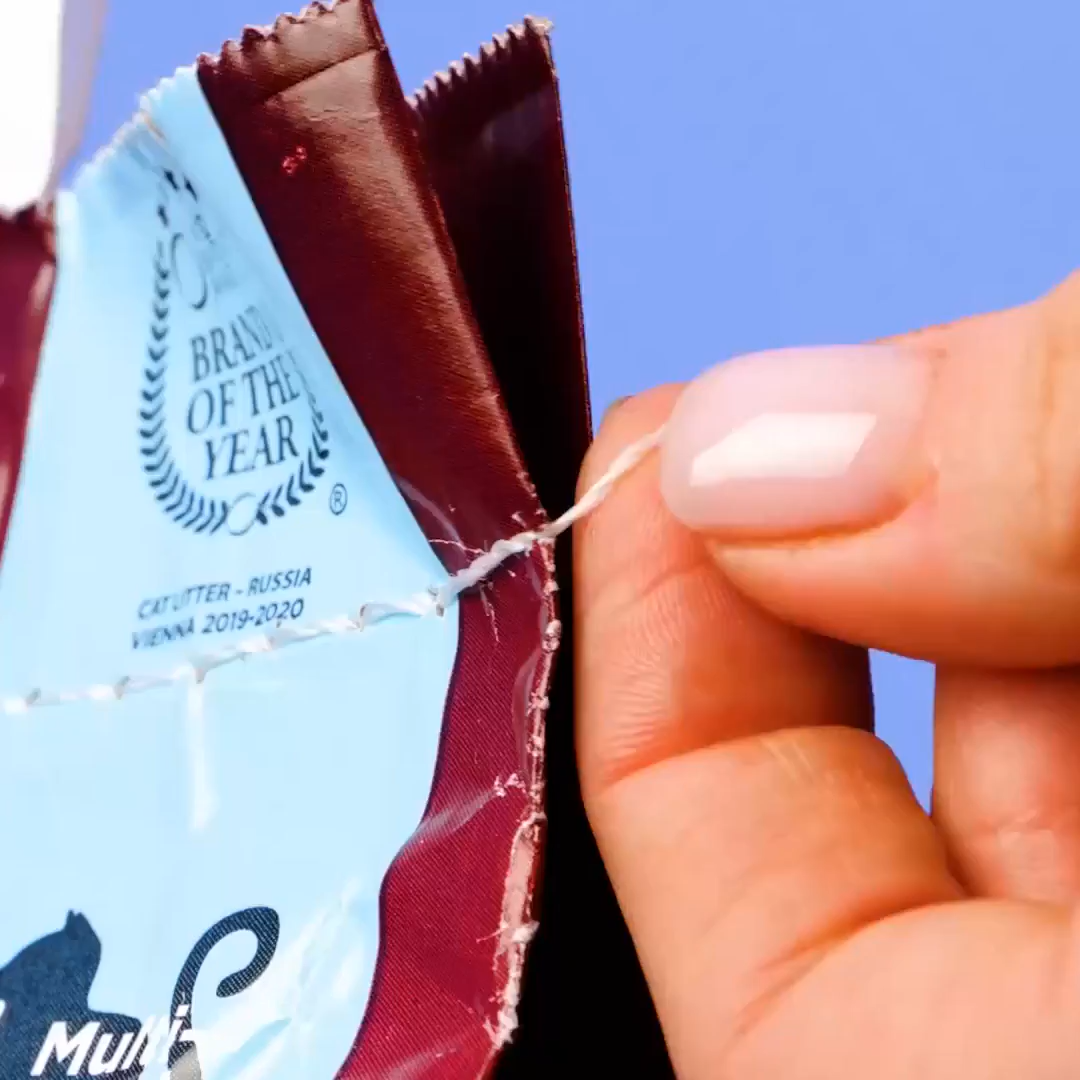 BRAND
OF THE
YEAR
®
CAT LITTER - RUSSIA
VIENNA 2019-2020
Multi-